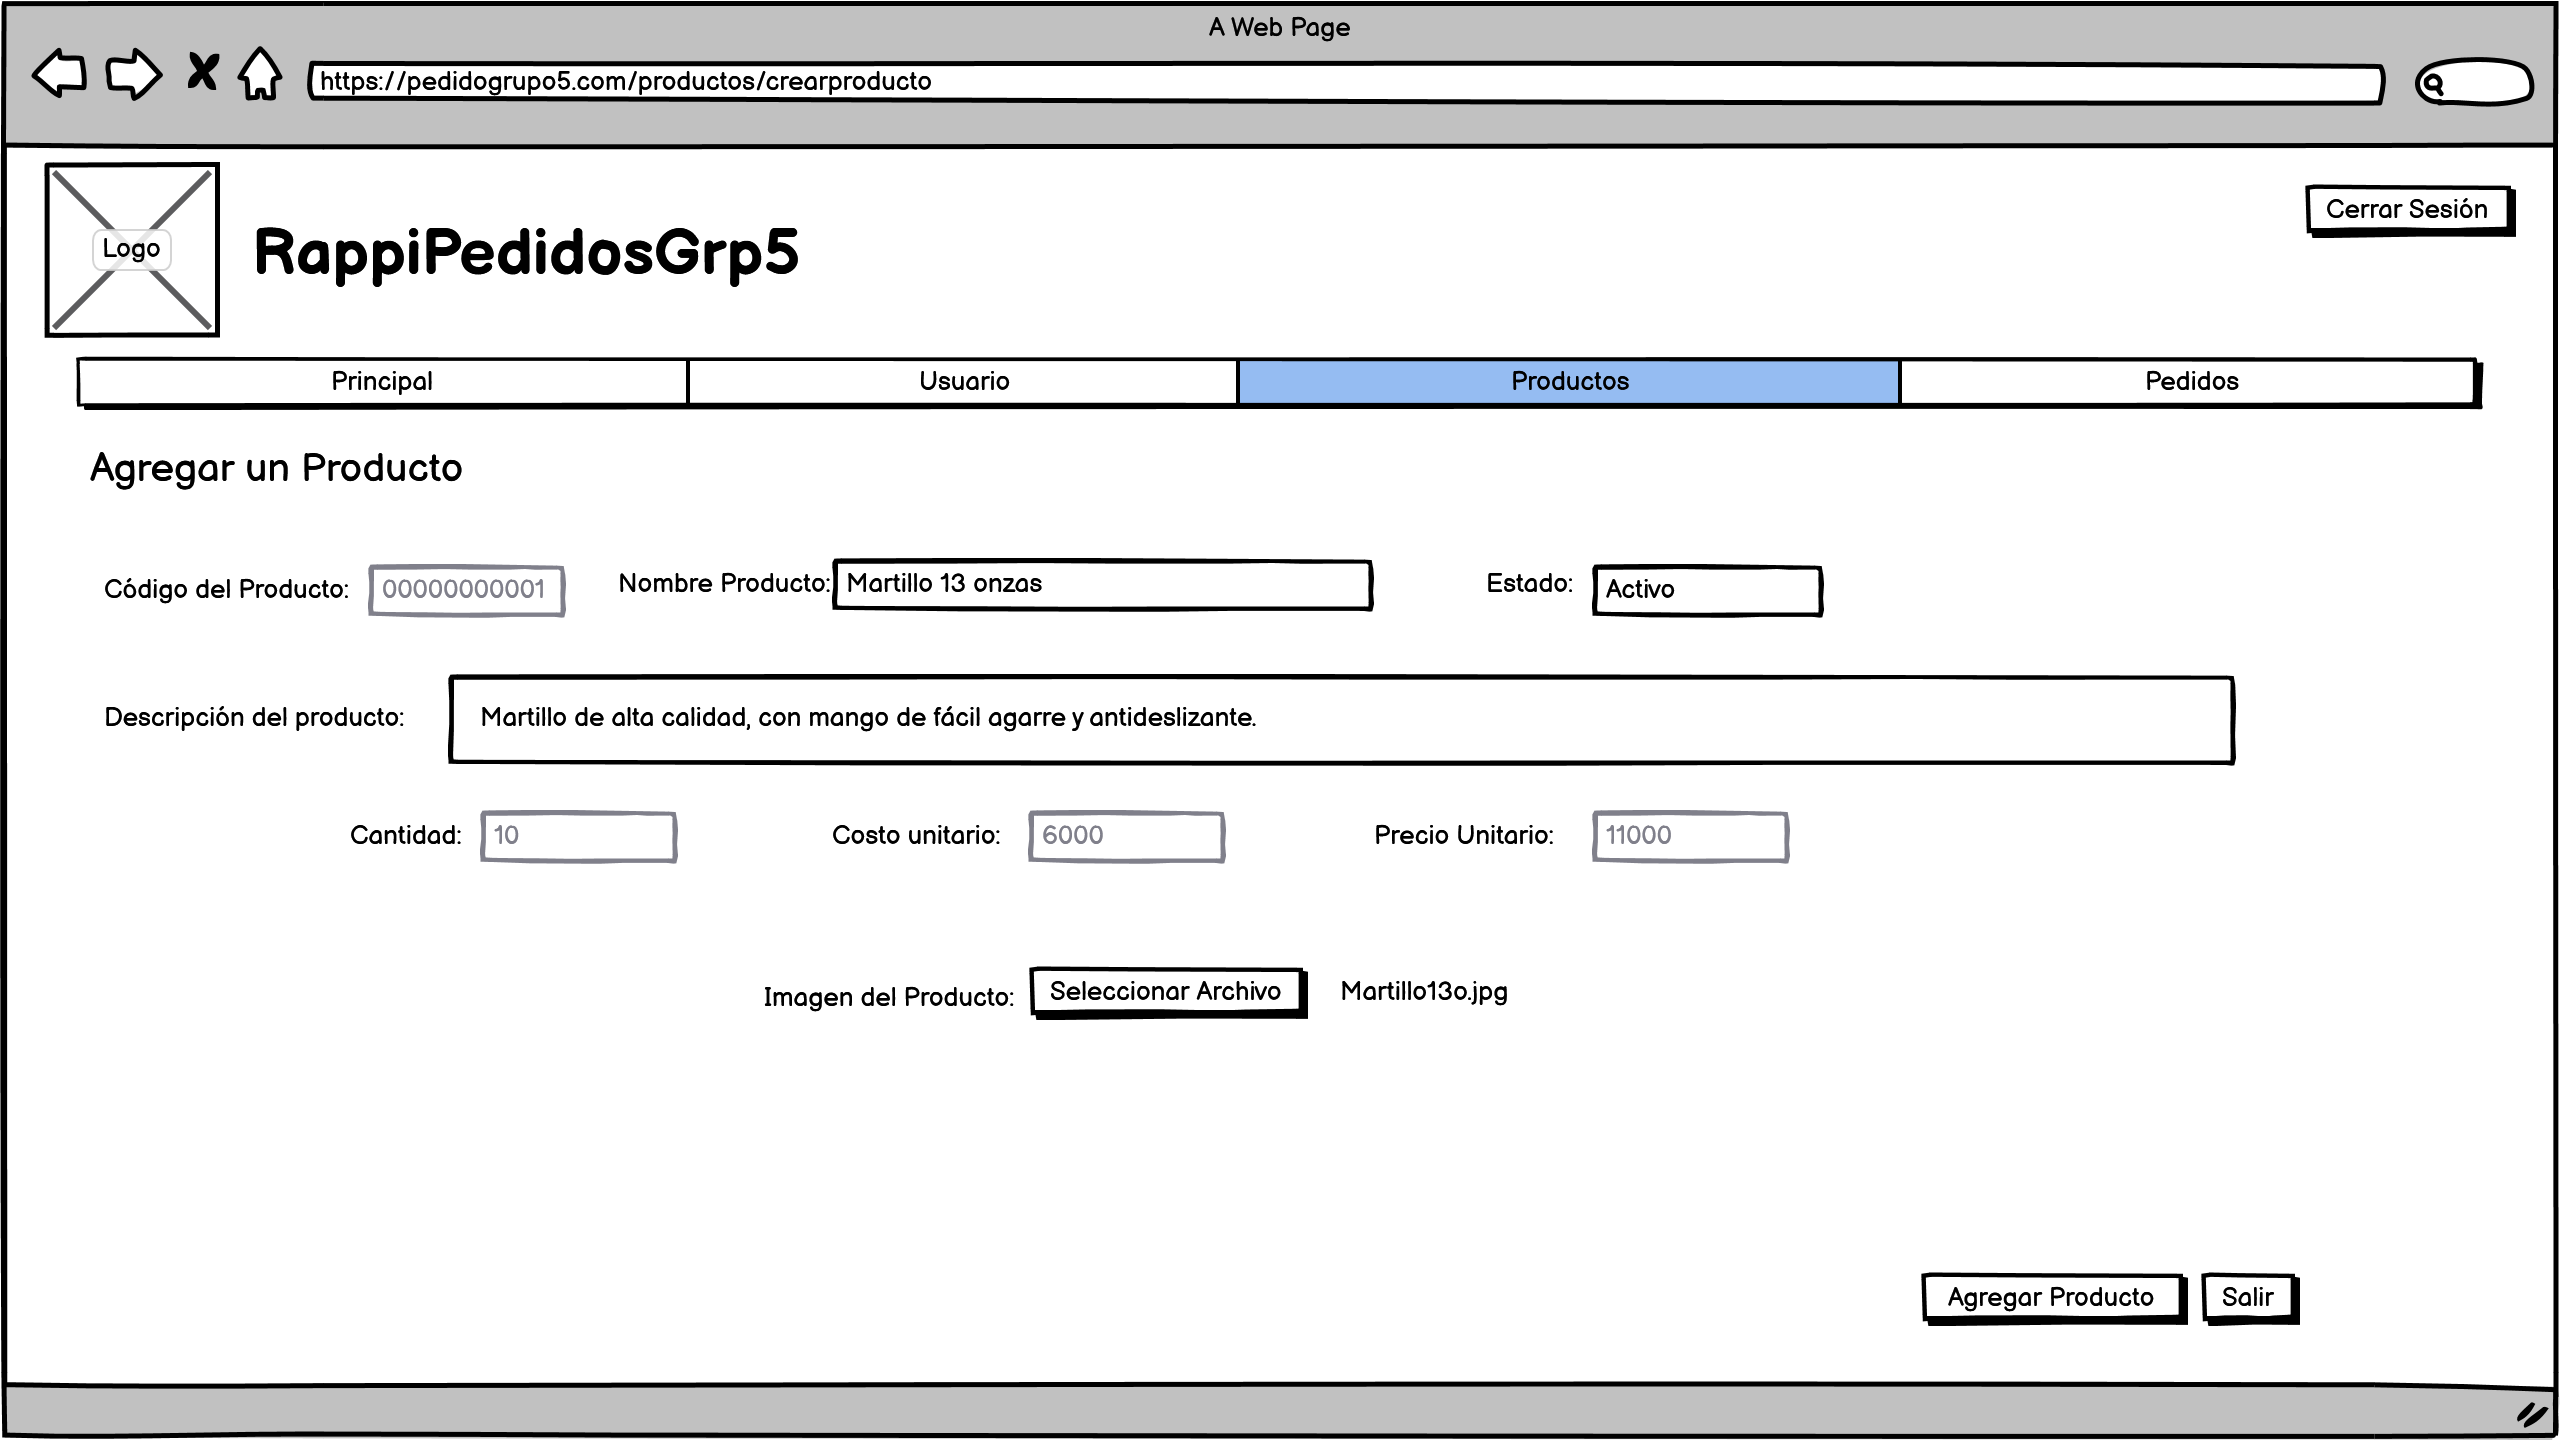 A Web Page
https://pedidogrupo5.com/productos/crearproducto
Logo
RappiPedidosGrp5
Cerrar Sesión
Principal Usuario Productos Pedidos
Agregar un Producto
Código del Producto: 00000000001 Nombre Producto: Martillo 13 onzas Estado: Activo
Descripción del producto: Martillo de alta calidad, con mango de fácil agarre y antideslizante.
Cantidad: 10 Costo unitario: 6000 Precio Unitario: 11000
Imagen del Producto: Seleccionar Archivo Martillo13o.jpg
Agregar Producto Salir